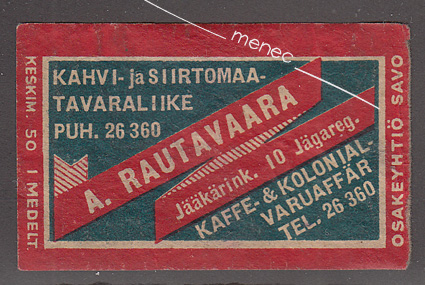 menec
KESKIM. 50 I MEDELT.
KAHVI- ja SIIRTOMAA-
TAVARALIIKE
PUH. 26 360
A. RAUTAVAARA
Jääkärink. 10 Jägareg.
KAFFE- & KOLONIAL-
VARUAFFÄR
TEL. 26 360
OSAKEYHTIÖ SAVO